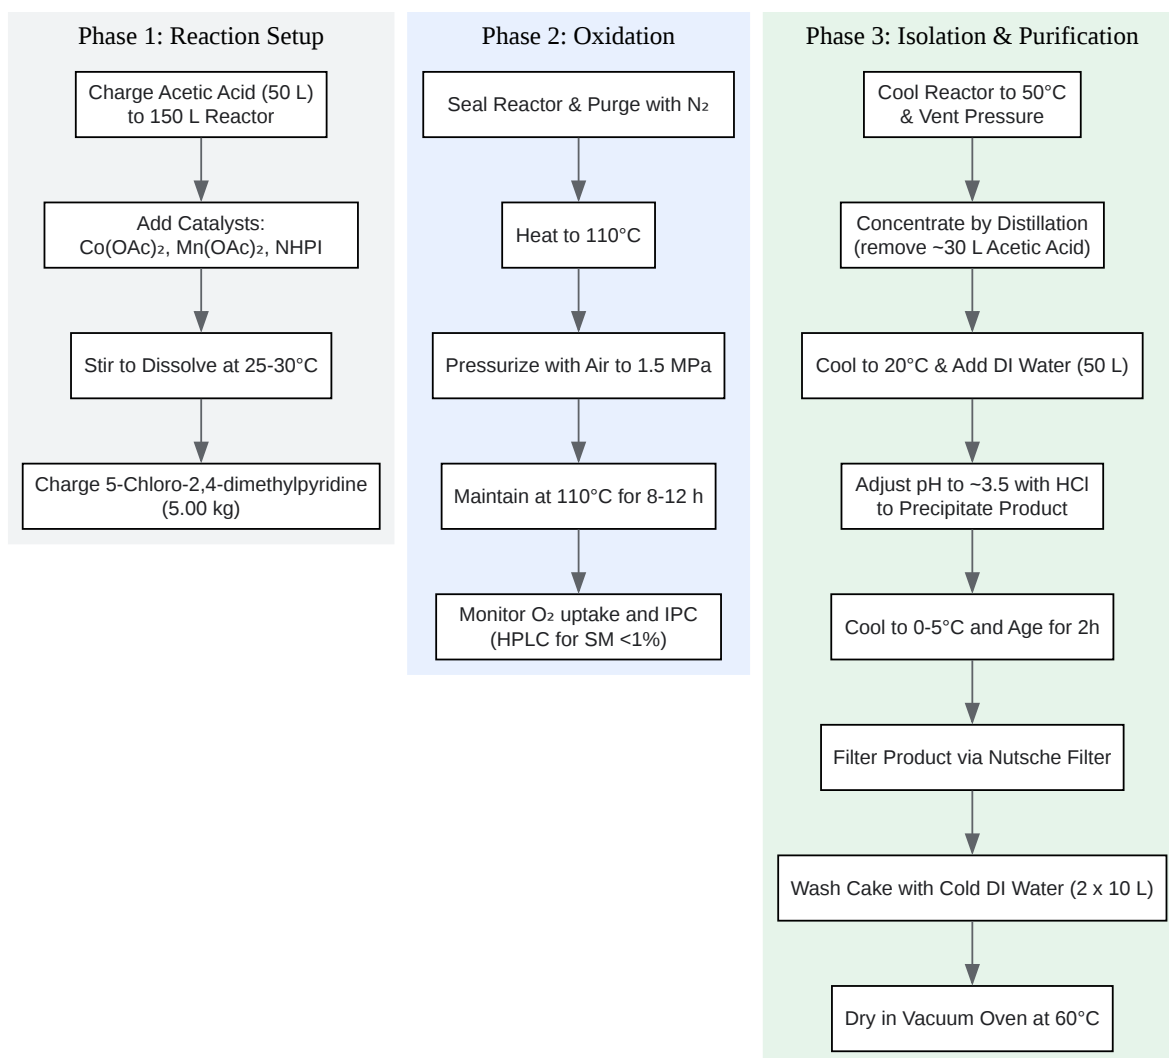 Phase 1: Reaction Setup
Charge Acetic Acid (50 L)
to 150 L Reactor
Add Catalysts:
Co(OAc)₂, Mn(OAc)₂, NHPI
Stir to Dissolve at 25-30°C
Charge 5-Chloro-2,4-dimethylpyridine
(5.00 kg)
Phase 2: Oxidation
Seal Reactor & Purge with N₂
Heat to 110°C
Pressurize with Air to 1.5 MPa
Maintain at 110°C for 8-12 h
Monitor O₂ uptake and IPC
(HPLC for SM <1%)
Phase 3: Isolation & Purification
Cool Reactor to 50°C
& Vent Pressure
Concentrate by Distillation
(remove ~30 L Acetic Acid)
Cool to 20°C & Add DI Water (50 L)
Adjust pH to ~3.5 with HCl
to Precipitate Product
Cool to 0-5°C and Age for 2h
Filter Product via Nutsche Filter
Wash Cake with Cold DI Water (2 x 10 L)
Dry in Vacuum Oven at 60°C